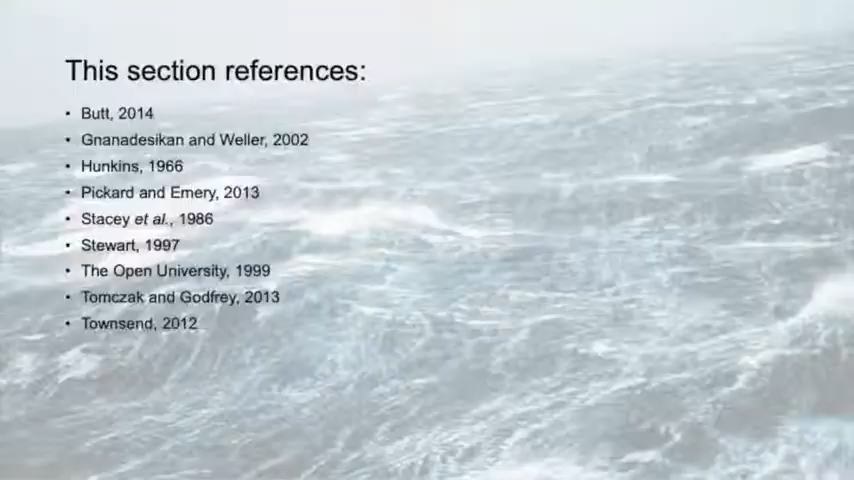 This section references:
• Butt, 2014
• Gnanadesikan and Weller, 2002
• Hunkins, 1966
• Pickard and Emery, 2013
• Stacey et al., 1986
• Stewart, 1997
• The Open University, 1999
• Tomczak and Godfrey, 2013
• Townsend, 2012